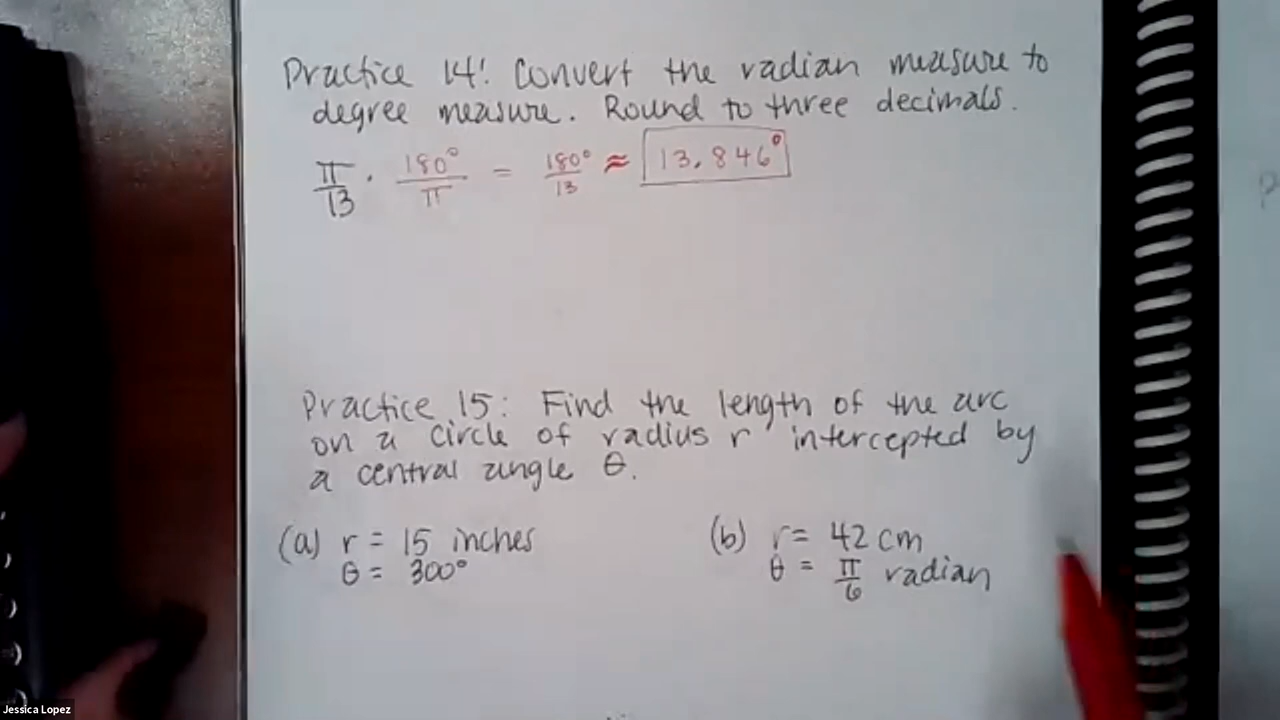 Practice 14: Convert the radian measure to
degree measure. Round to three decimals.
π/13 · 180°/π = 180°/13 ≈ 13.846°
Practice 15: Find the length of the arc
on a circle of radius r intercepted by
a central angle θ.
(a) r = 15 inches
θ = 300°
(b) r = 42 cm
θ = π/6 radian
Jessica Lopez